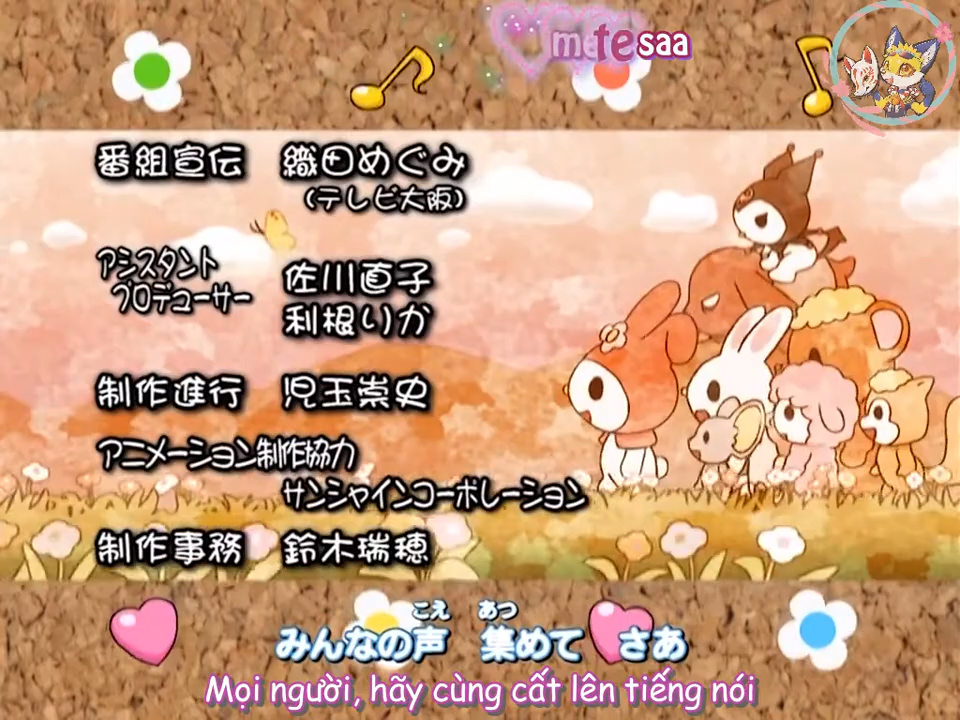 me te saa
番組宣伝 織田めぐみ
(テレビ大阪)
アシスタント
プロデューサー 佐川直子
利根りか
制作進行 児玉崇史
アニメーション制作協力
サンシャインコーポレーション
制作事務 鈴木瑞穂
こえ あつ
みんなの声 集めて さあ
Mọi người, hãy cùng cất lên tiếng nói